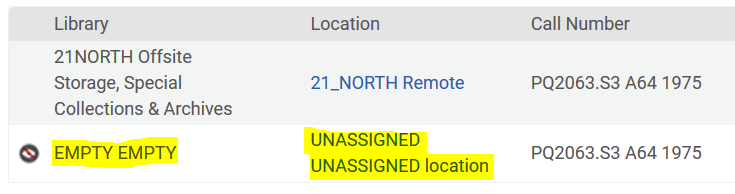 Library Location Call Number
21NORTH Offsite
Storage, Special
Collections & Archives
21_NORTH Remote
PQ2063.S3 A64 1975
EMPTY EMPTY
UNASSIGNED
UNASSIGNED location
PQ2063.S3 A64 1975